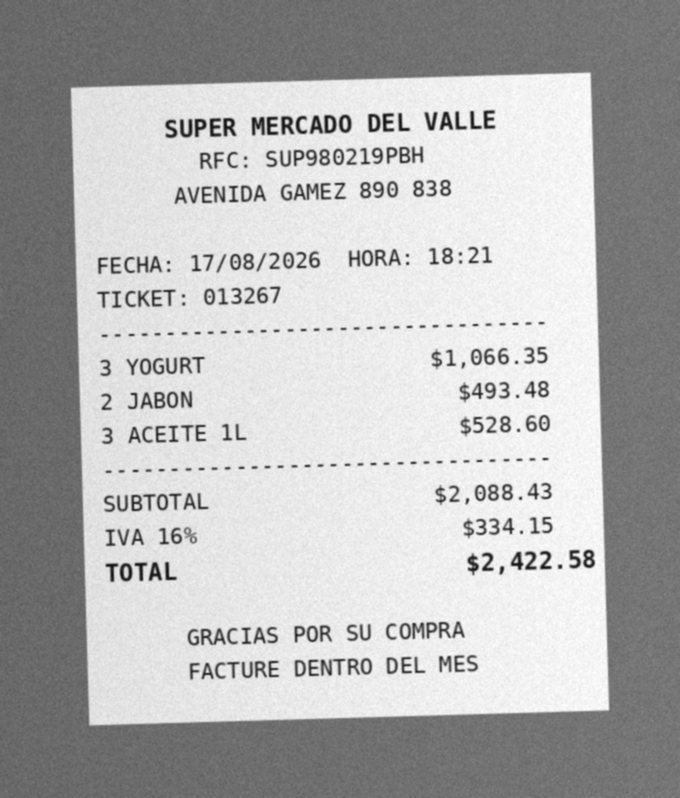 SUPER MERCADO DEL VALLE
RFC: SUP980219PBH
AVENIDA GAMEZ 890 838
FECHA: 17/08/2026 HORA: 18:21
TICKET: 013267
----------------------------------
3 YOGURT $1,066.35
2 JABON $493.48
3 ACEITE 1L $528.60
----------------------------------
SUBTOTAL $2,088.43
IVA 16% $334.15
TOTAL $2,422.58
GRACIAS POR SU COMPRA
FACTURE DENTRO DEL MES